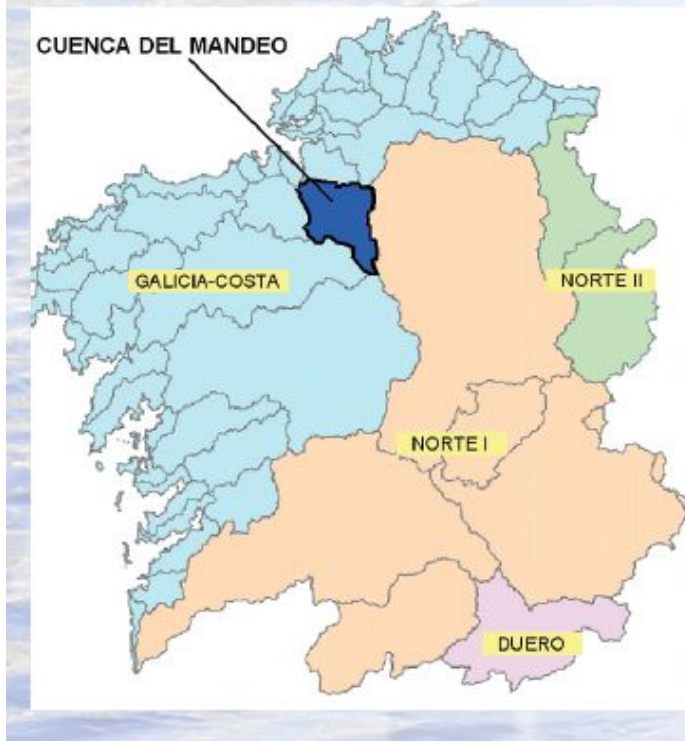 CUENCA DEL MANDEO
GALICIA-COSTA
NORTE II
NORTE I
DUERO